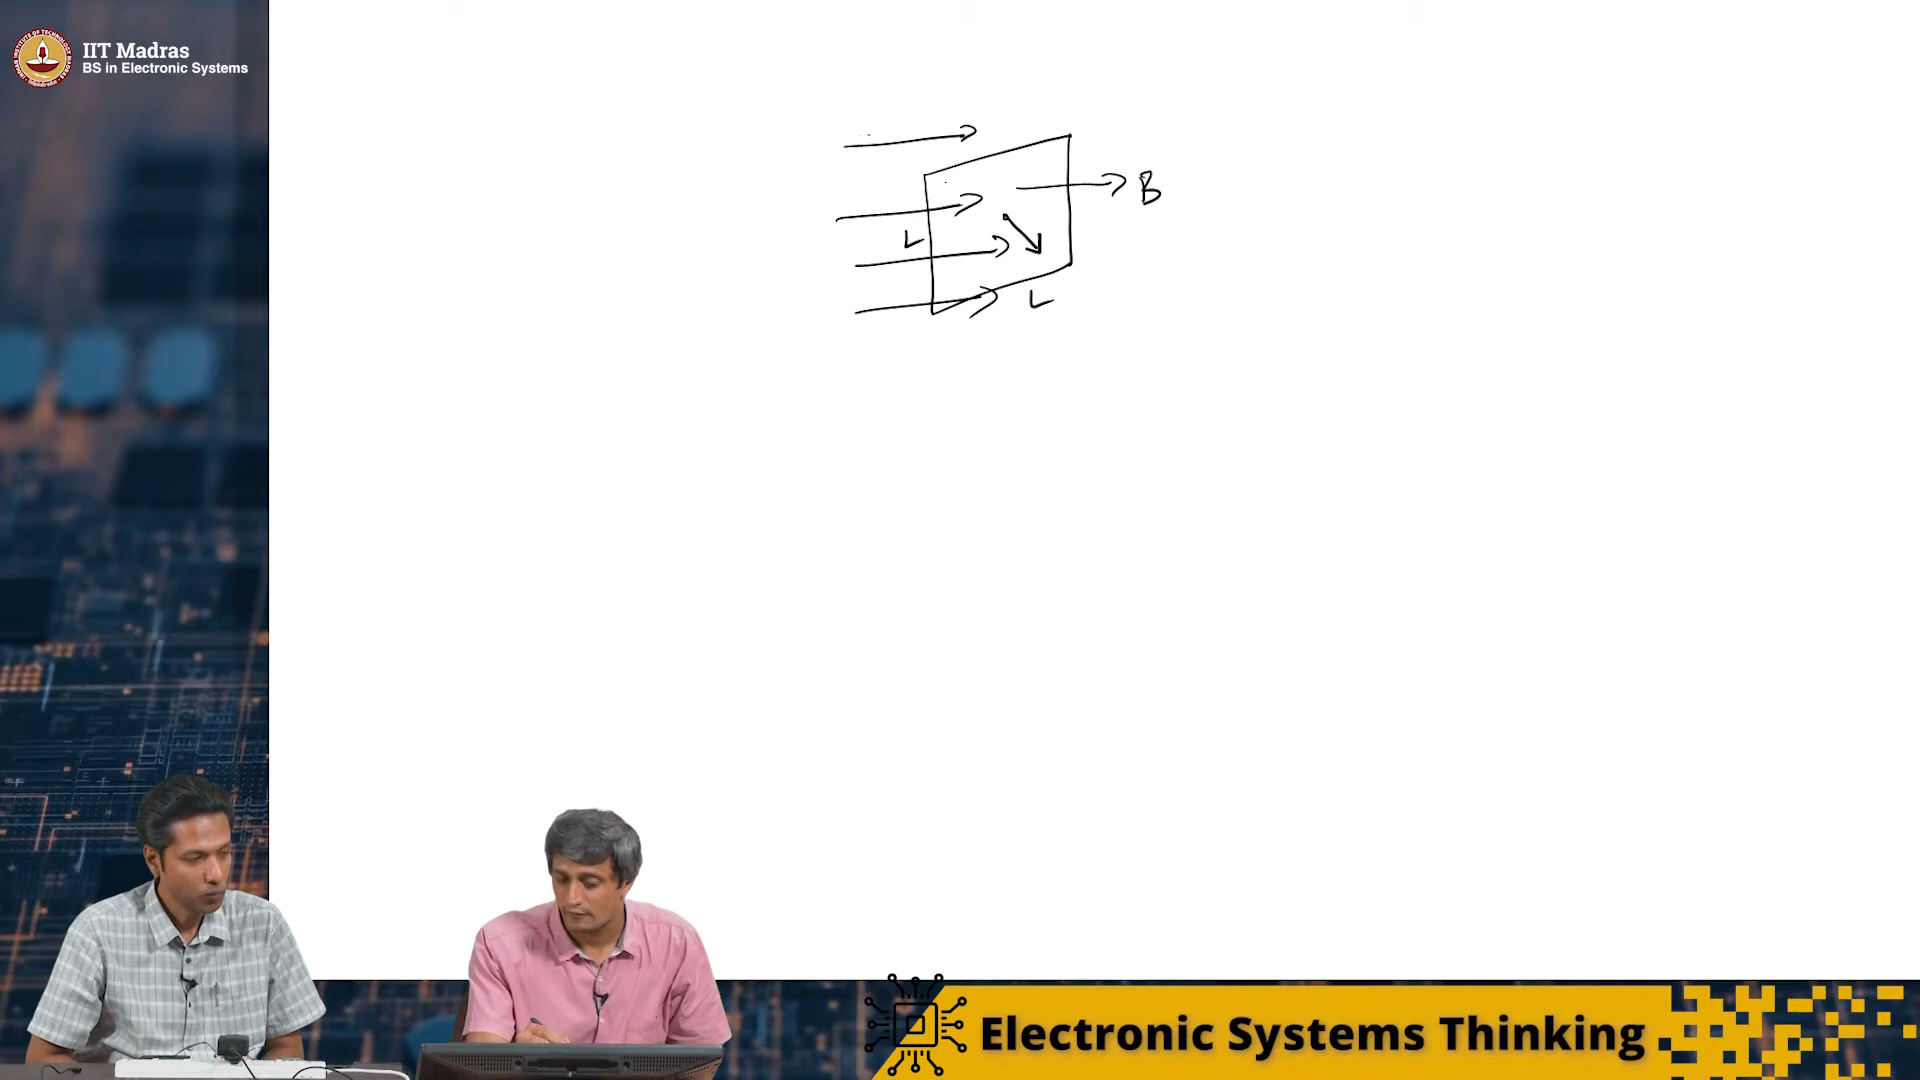 IIT Madras
BS in Electronic Systems
B
L
L
Electronic Systems Thinking